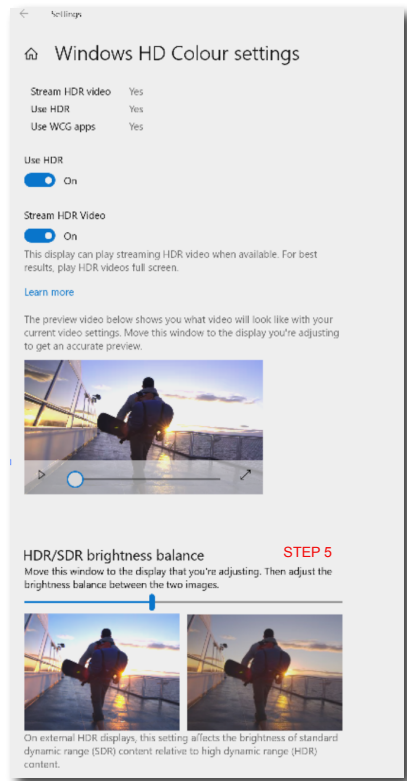 Settings
Windows HD Colour settings
Stream HDR video Yes
Use HDR Yes
Use WCG apps Yes
Use HDR
On
Stream HDR Video
On
This display can play streaming HDR video when available. For best
results, play HDR videos full screen.
Learn more
The preview video below shows you what video will look like with your
current video settings. Move this window to the display you're adjusting
to get an accurate preview.
HDR/SDR brightness balance STEP 5
Move this window to the display that you're adjusting. Then adjust the
brightness balance between the two images.
On external HDR displays, this setting affects the brightness of standard
dynamic range (SDR) content relative to high dynamic range (HDR)
content.